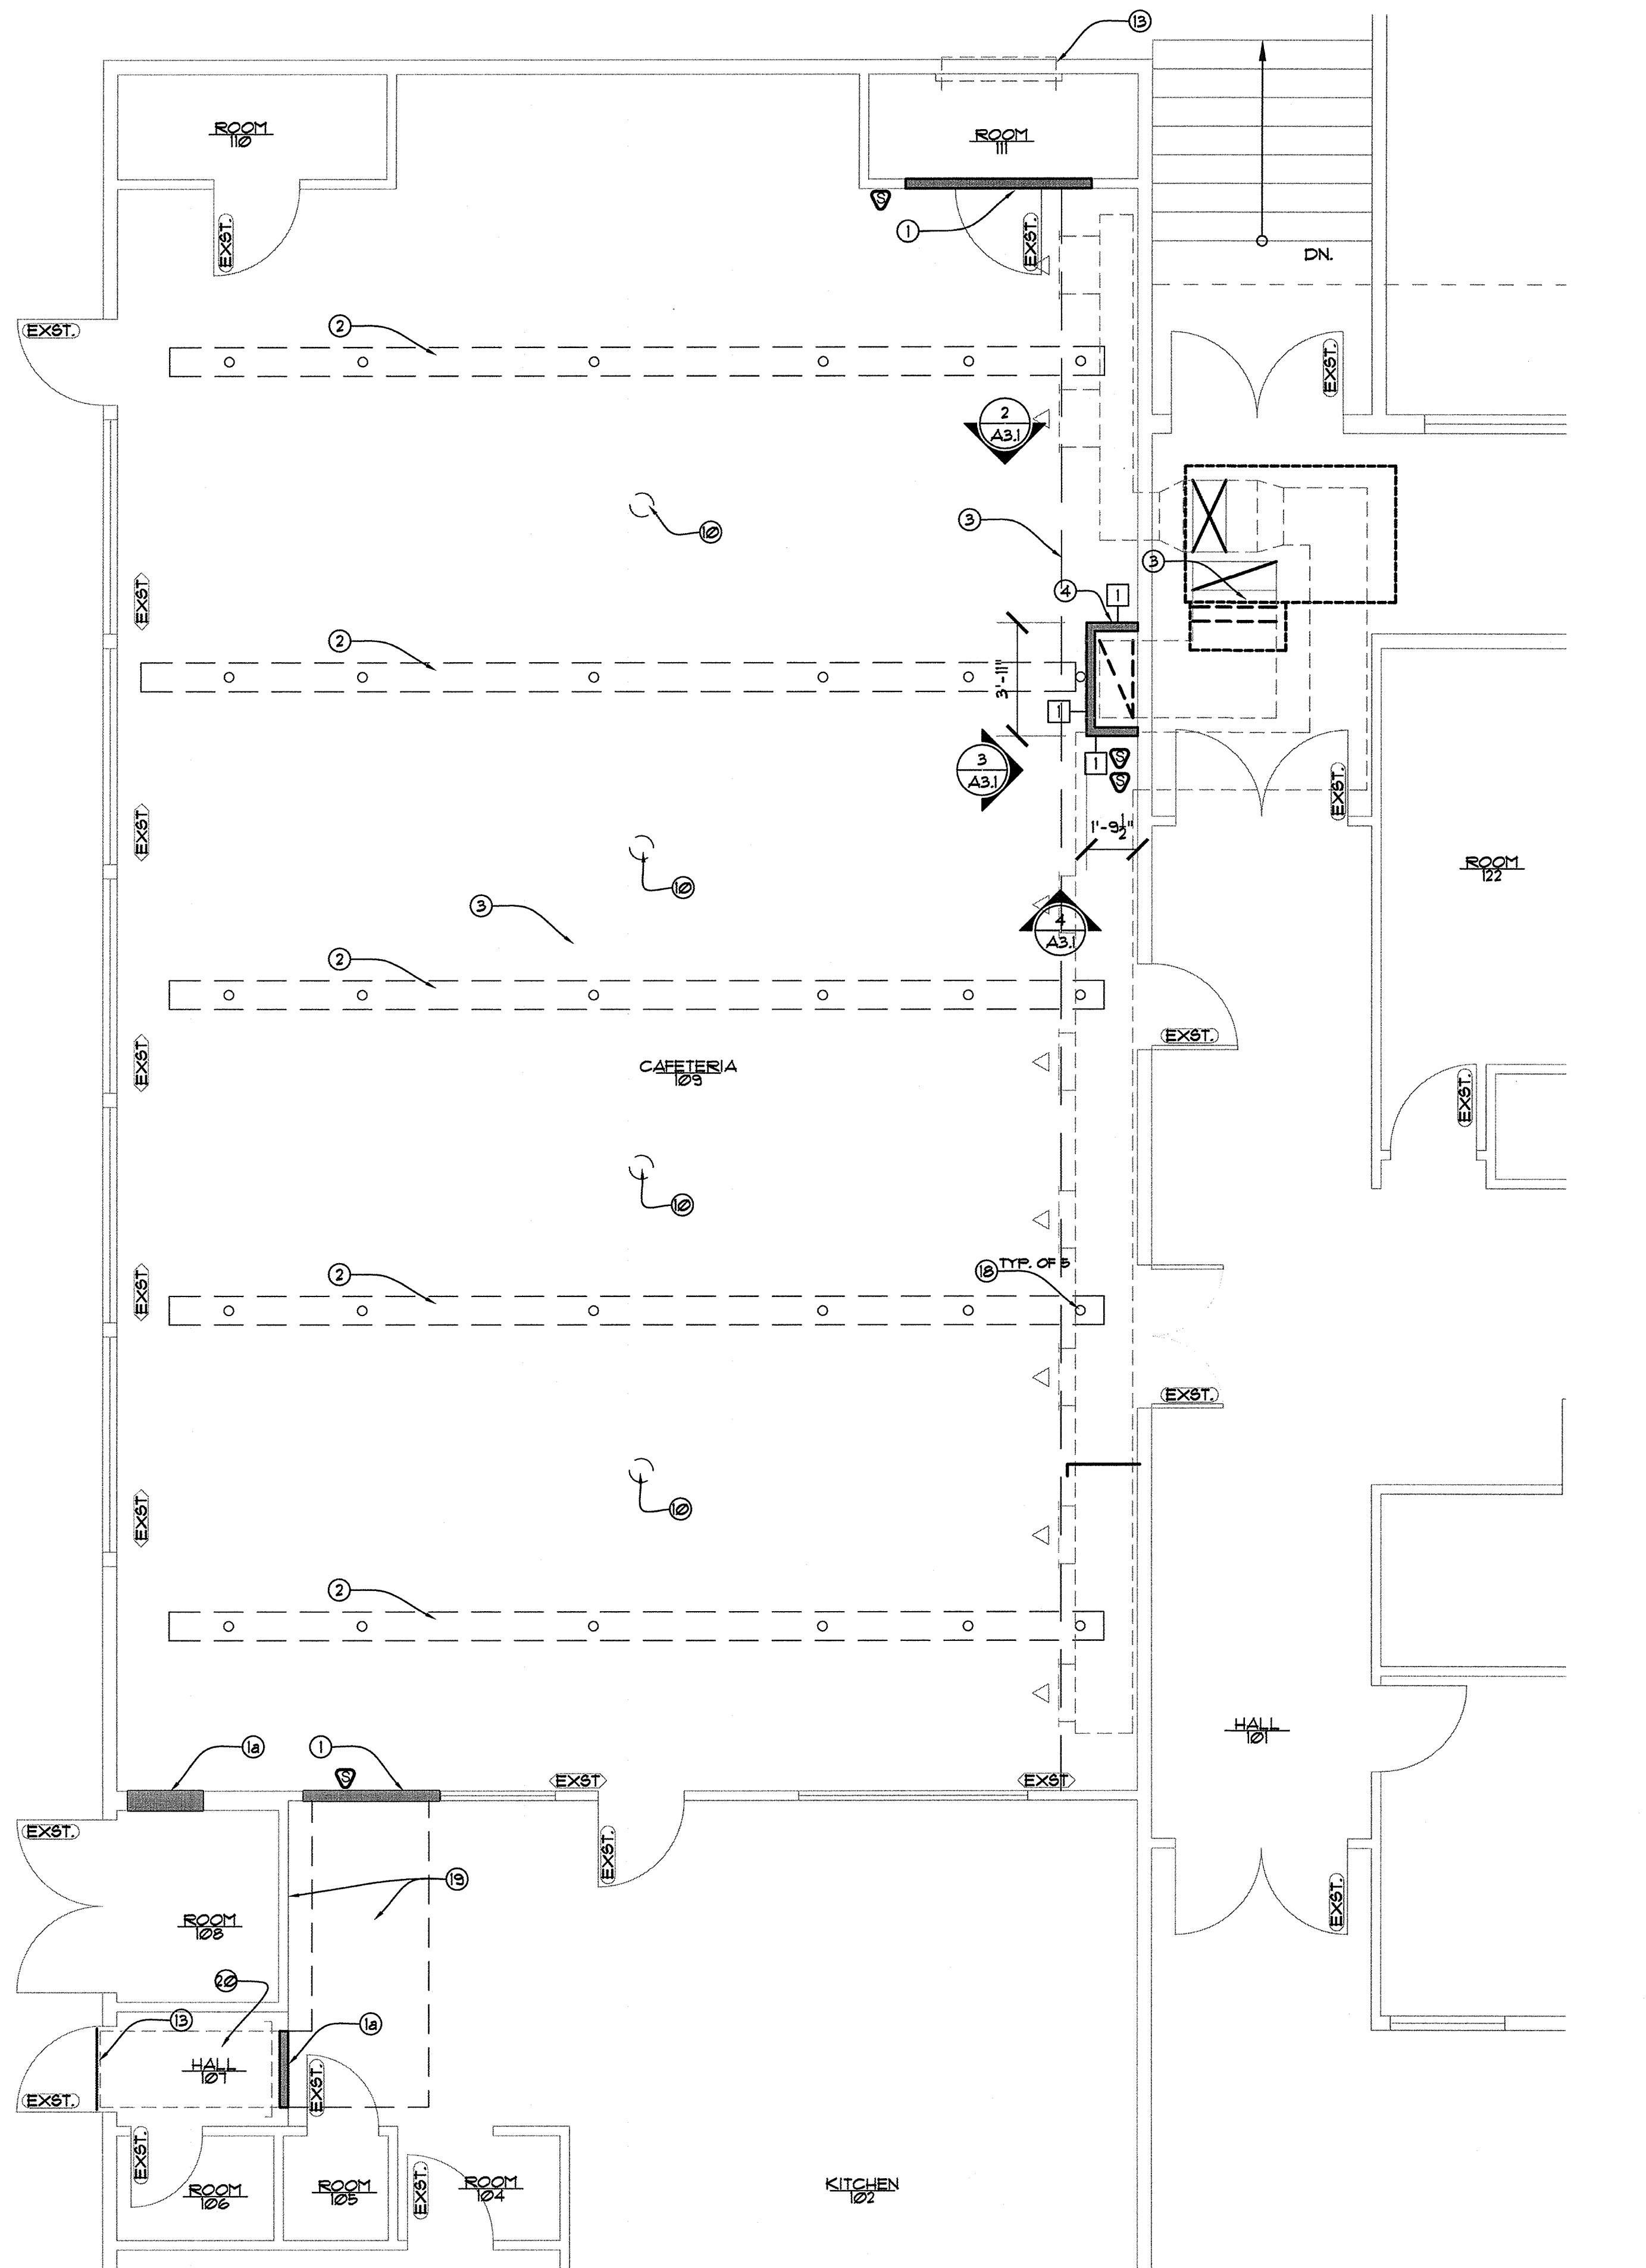 13
ROOM
110
ROOM
111
EXST.
1
EXST.
S
DN.
EXST.
2
EXST.
2
A3.1
10
3
3
EXST
4
1
2
3'-11"
1
3
A3.1
1
S
S
EXST.
EXST
1'-9½"
ROOM
122
10
3
4
A3.1
2
EXST
EXST.
CAFETERIA
109
EXST.
10
2
18
TYP. OF 5
EXST
EXST.
10
EXST
2
HALL
101
1a
1
S
EXST
EXST
EXST.
EXST.
19
EXST.
ROOM
108
20
13
1a
HALL
107
EXST.
EXST.
EXST.
ROOM
106
ROOM
105
EXST.
ROOM
104
KITCHEN
102